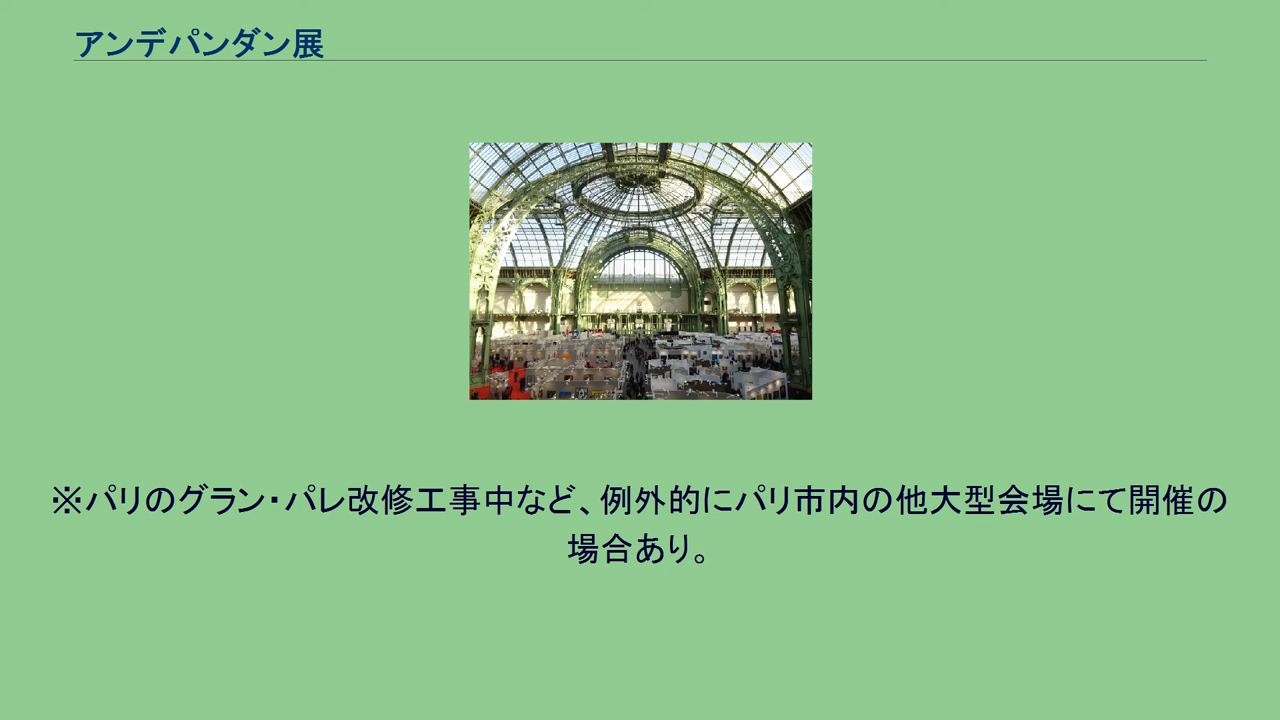 アンデパンダン展
※パリのグラン・パレ改修工事中など、例外的にパリ市内の他大型会場にて開催の
場合あり。